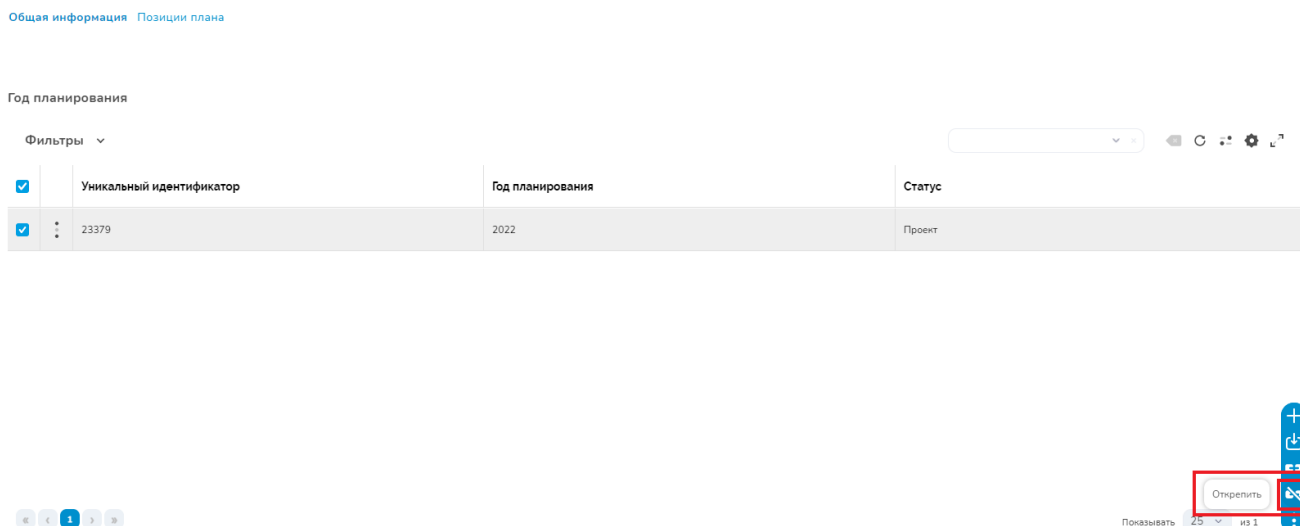 Общая информация Позиции плана
Год планирования
Фильтры
Уникальный идентификатор Год планирования Статус
23379 2022 Проект
Открепить
« ‹ 1 › » Показывать 25 из 1